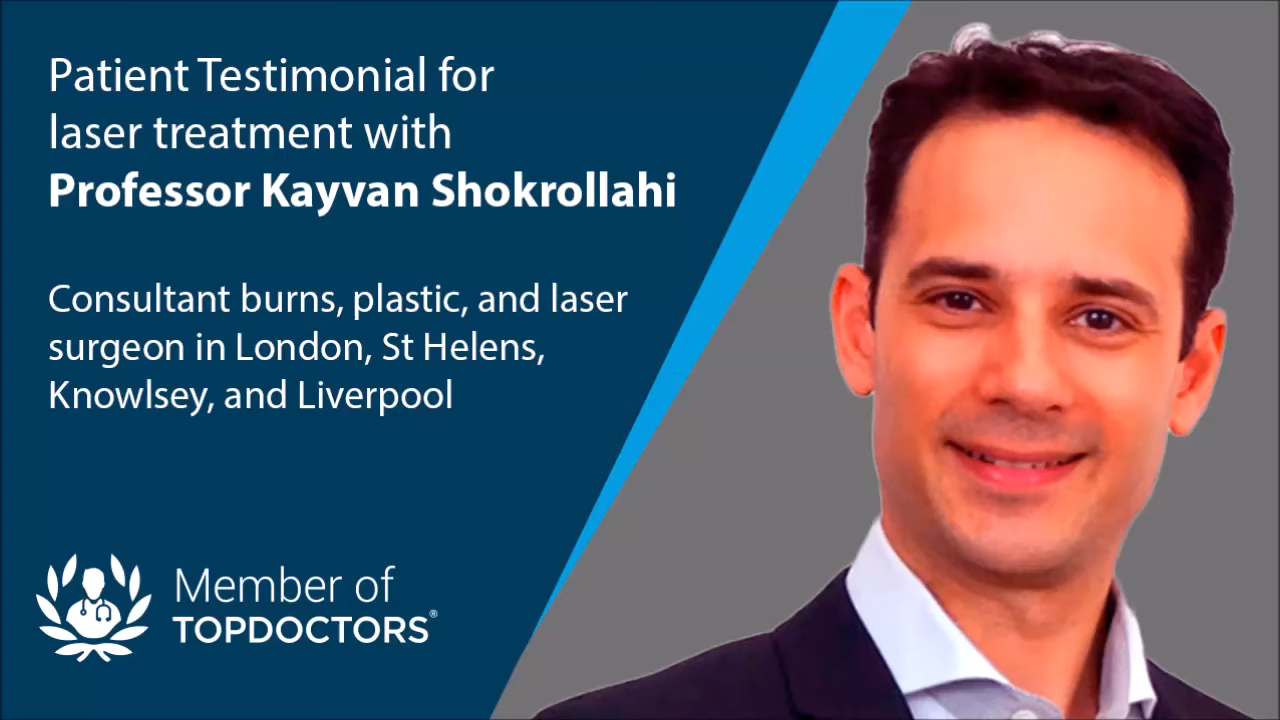 Patient Testimonial for
laser treatment with
Professor Kayvan Shokrollahi
Consultant burns, plastic, and laser
surgeon in London, St Helens,
Knowlsey, and Liverpool
Member of
TOPDOCTORS®